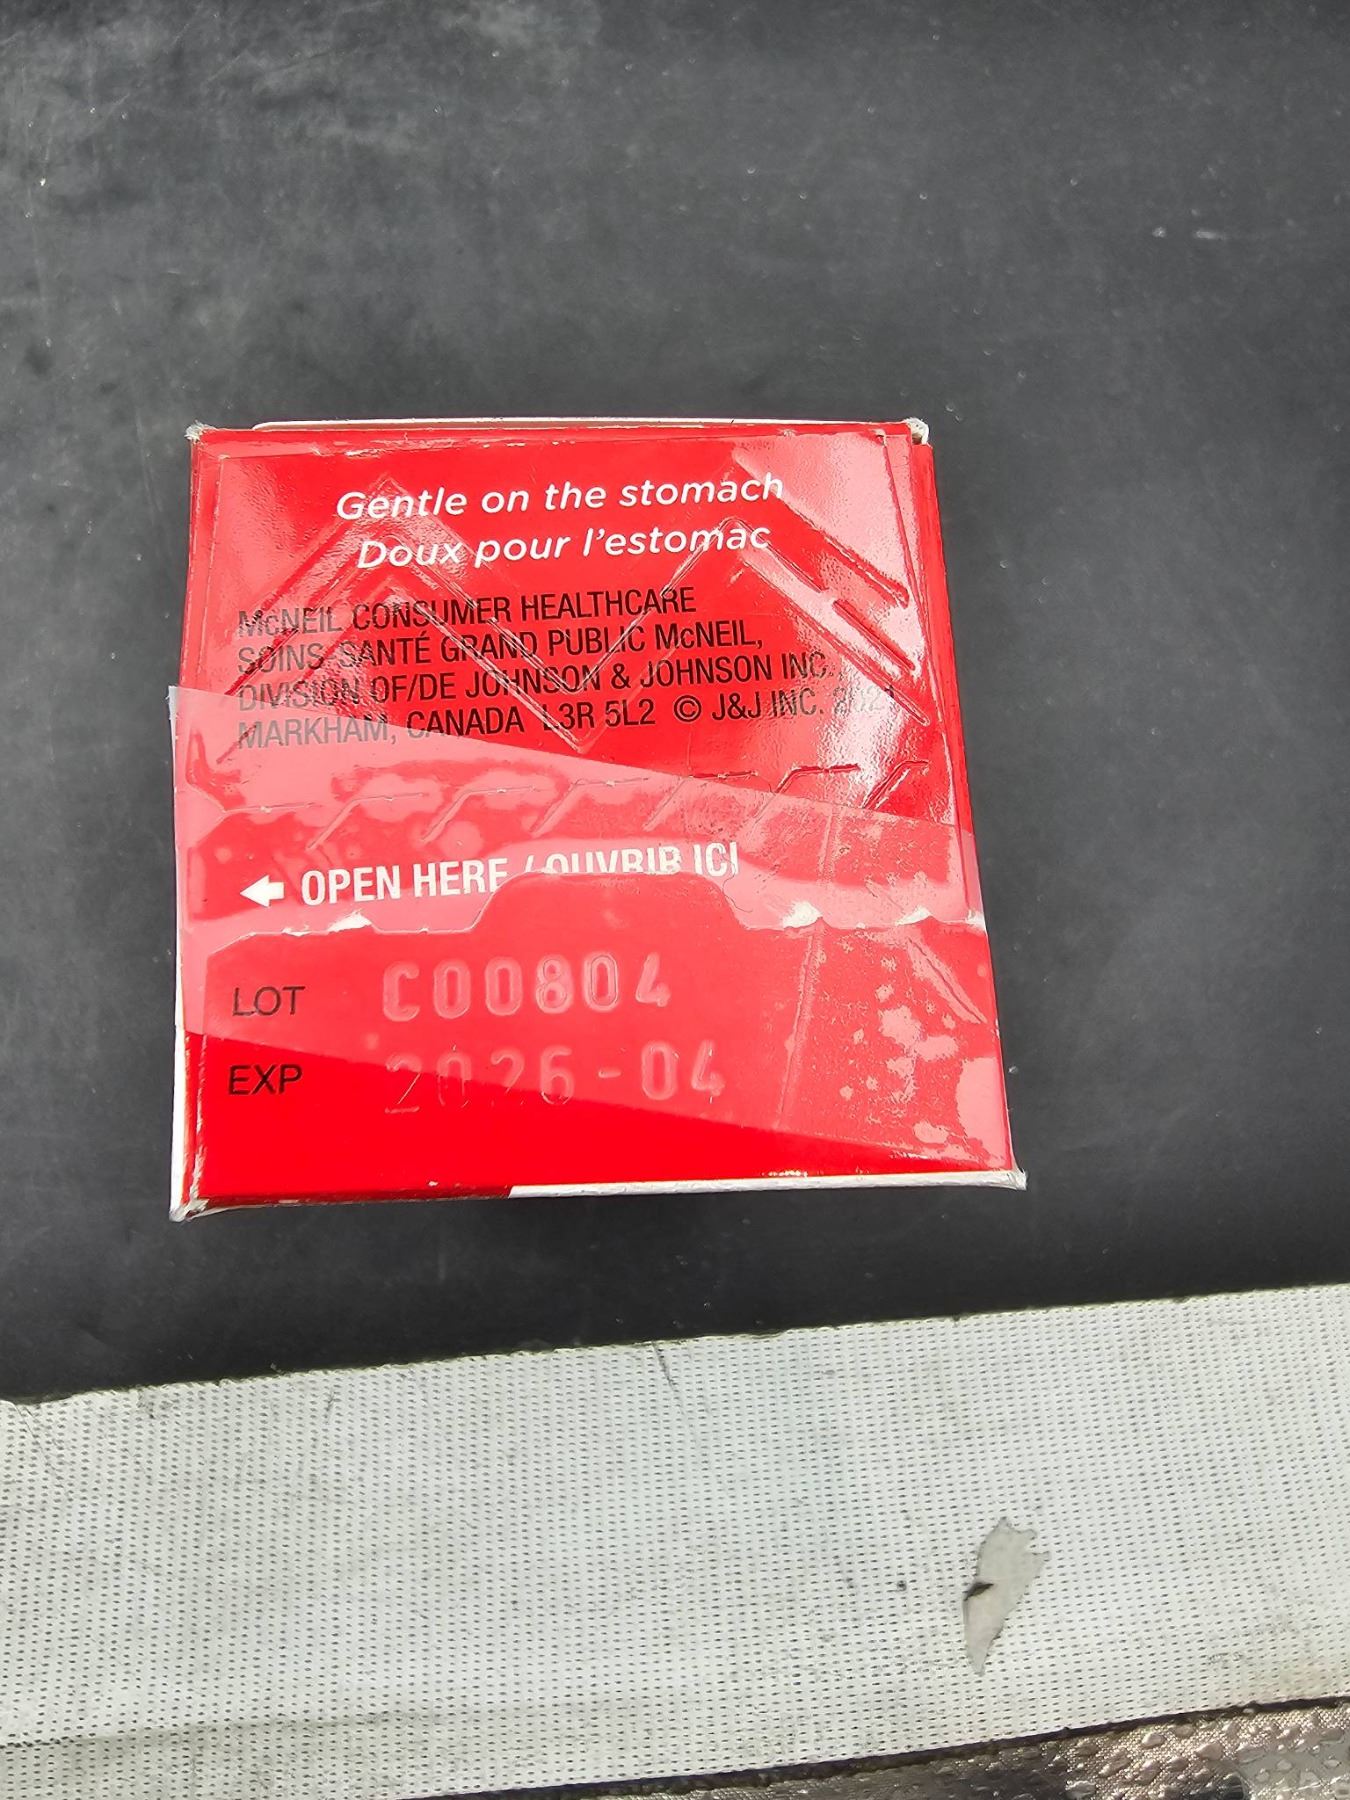 Gentle on the stomach
Doux pour l'estomac
McNEIL CONSUMER HEALTHCARE
SOINS-SANTÉ GRAND PUBLIC McNEIL,
DIVISION OF/DE JOHNSON & JOHNSON INC.
MARKHAM, CANADA L3R 5L2 © J&J INC. 2021
OPEN HERE / OUVRIR ICI
LOT C00804
EXP 2026-04